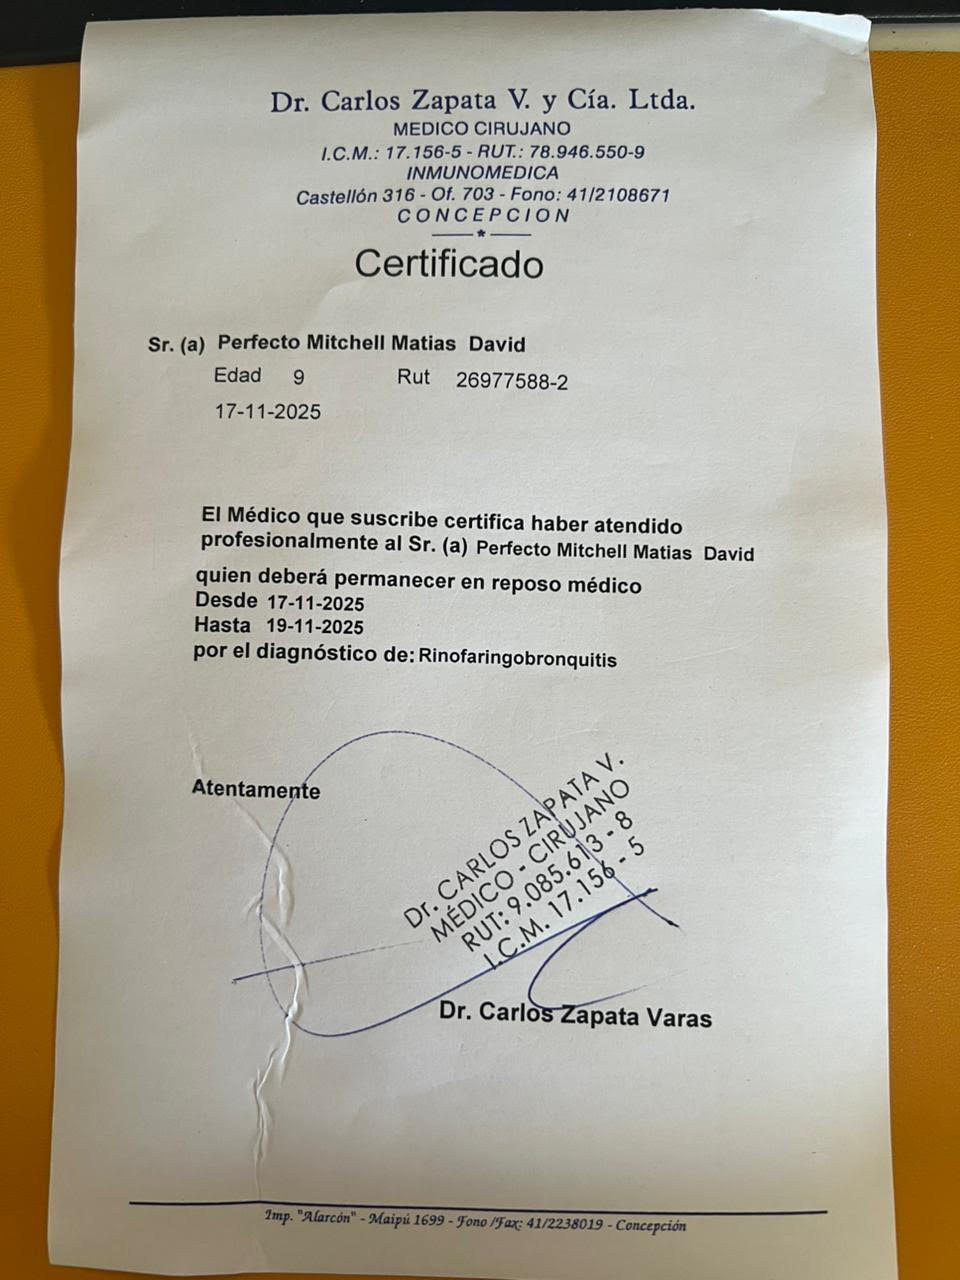 Dr. Carlos Zapata V. y Cía. Ltda.
MEDICO CIRUJANO
I.C.M.: 17.156-5 - RUT.: 78.946.550-9
INMUNOMEDICA
Castellón 316 - Of. 703 - Fono: 41/2108671
CONCEPCION
Certificado
Sr. (a) Perfecto Mitchell Matias David
Edad 9 Rut 26977588-2
17-11-2025
El Médico que suscribe certifica haber atendido
profesionalmente al Sr. (a) Perfecto Mitchell Matias David
quien deberá permanecer en reposo médico
Desde 17-11-2025
Hasta 19-11-2025
por el diagnóstico de: Rinofaringobronquitis
Atentamente
Dr. CARLOS ZAPATA V.
MÉDICO - CIRUJANO
RUT: 9.085.613 - 8
I.C.M. 17.156 - 5
Dr. Carlos Zapata Varas
Imp. "Alarcón" - Maipú 1699 - Fono /Fax: 41/2238019 - Concepción